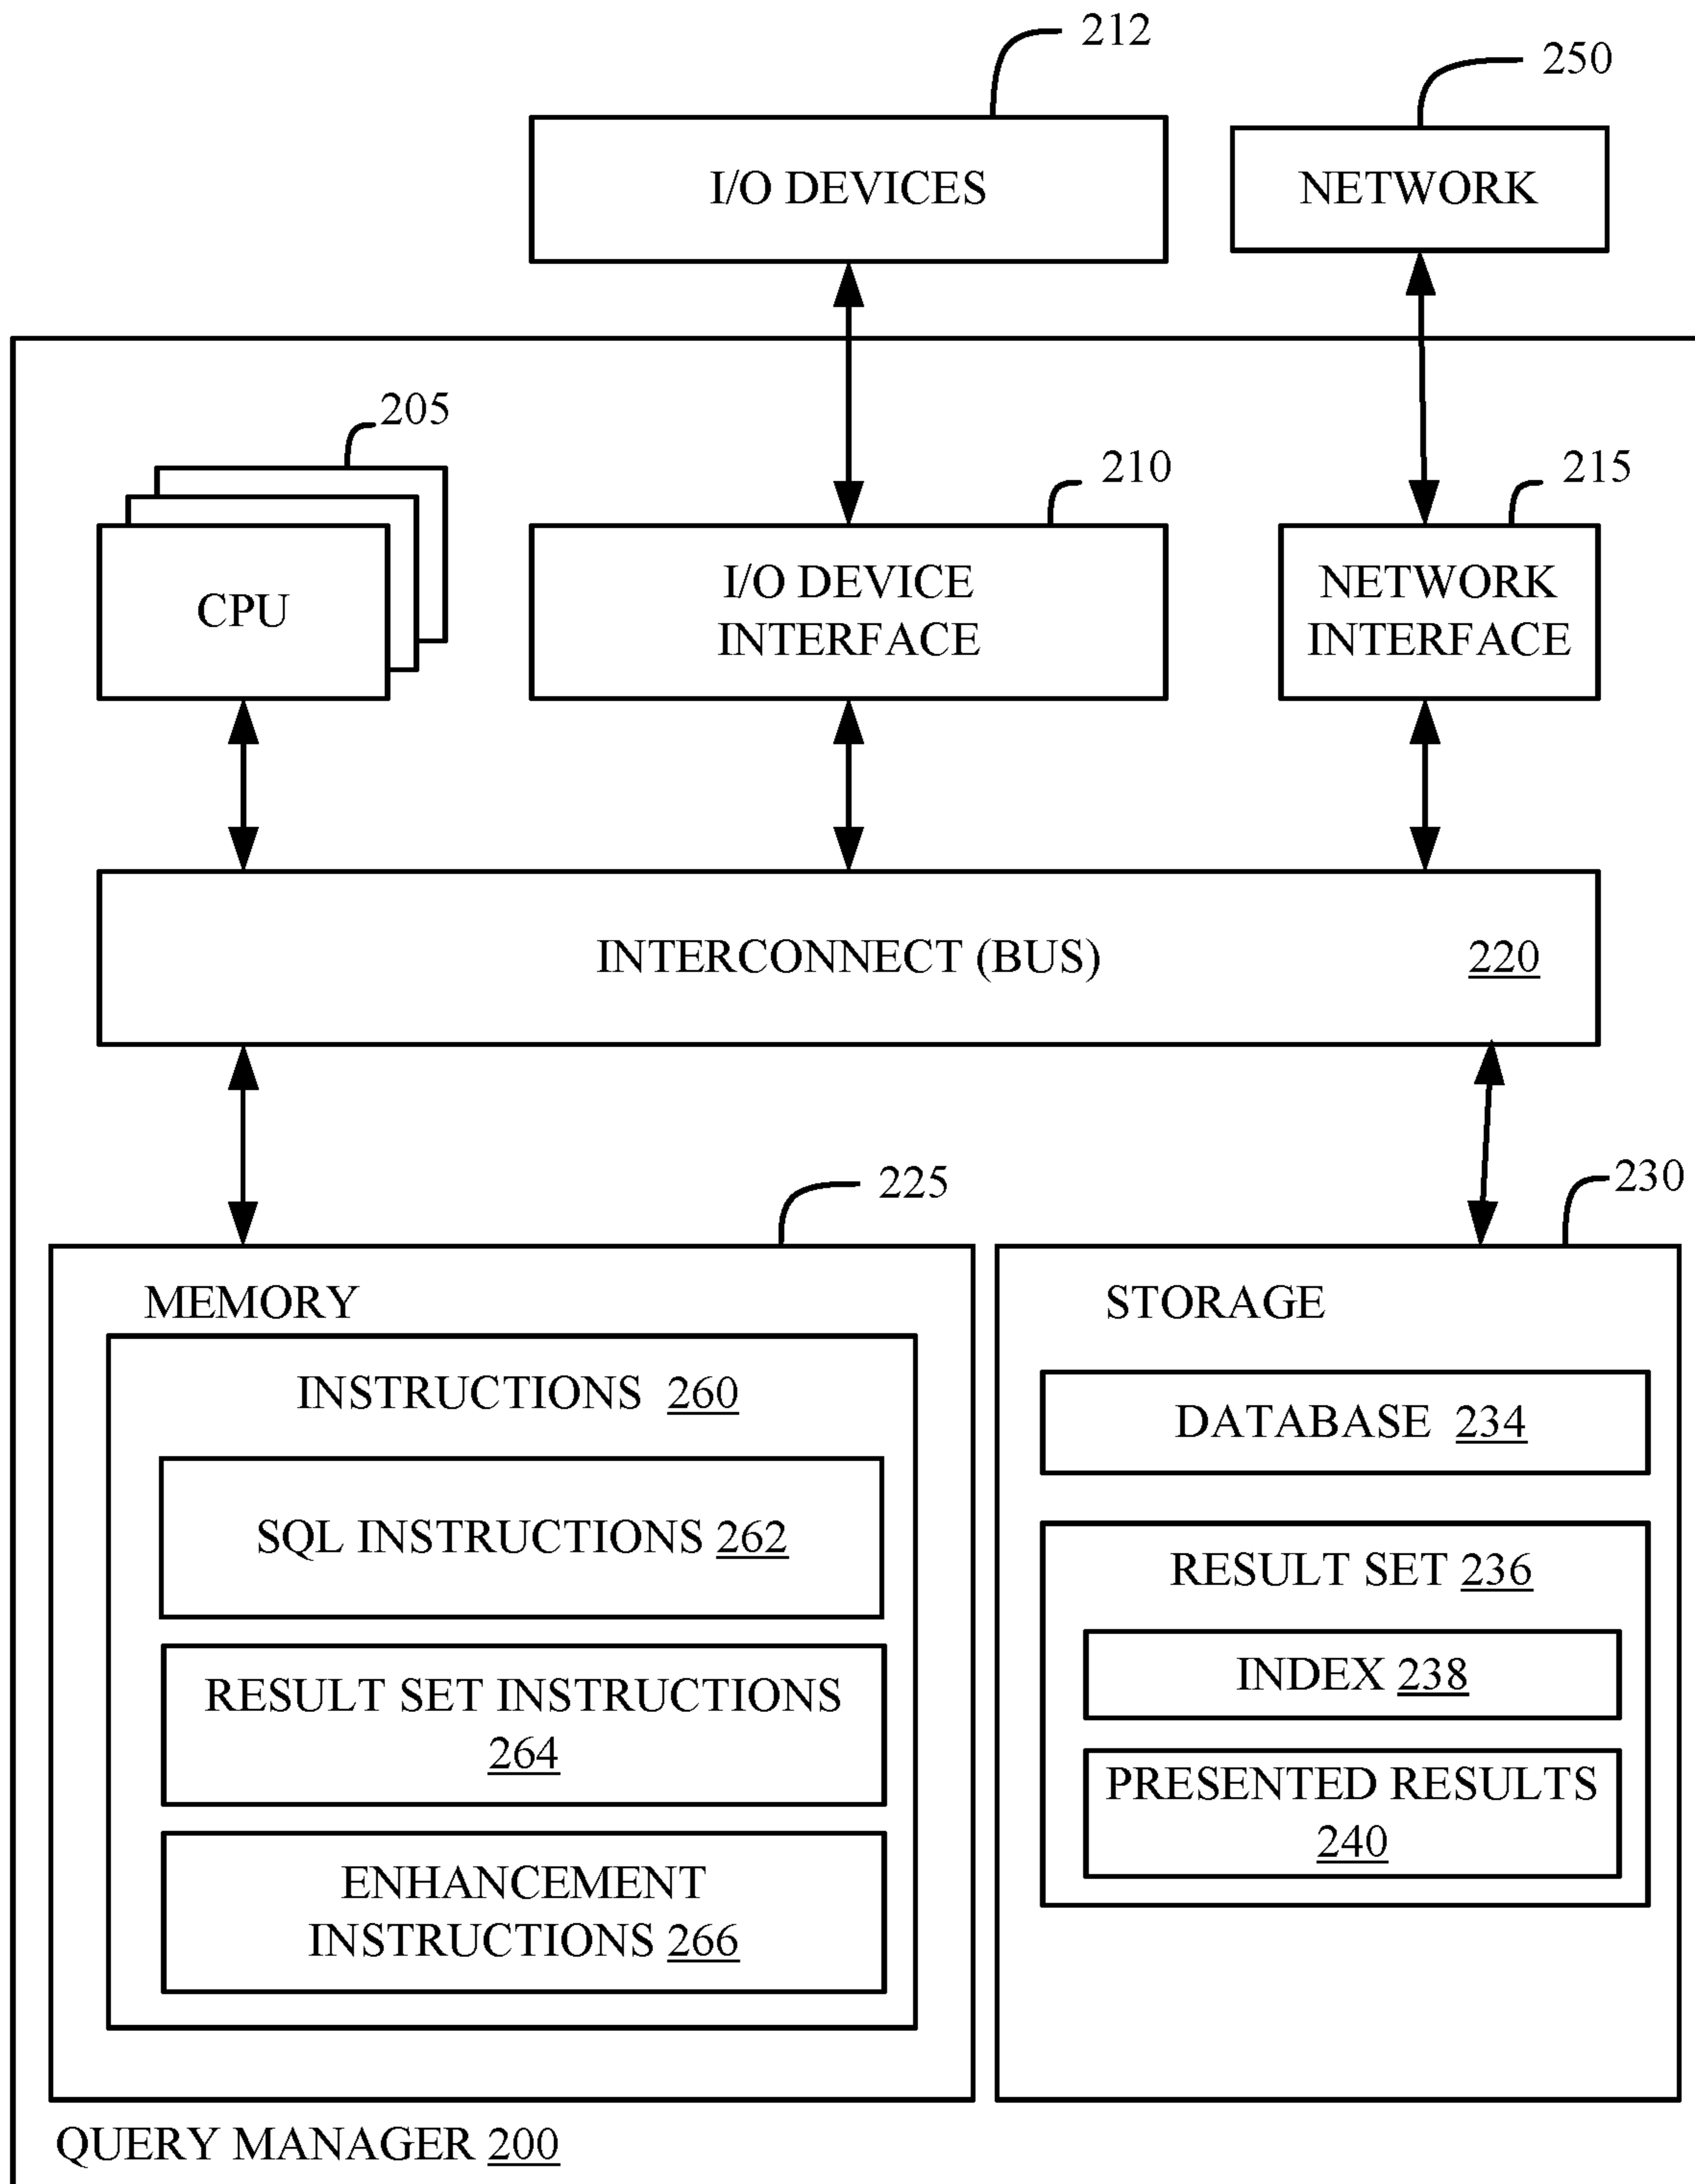 212
250
I/O DEVICES
NETWORK
205
210
215
CPU
I/O DEVICE
INTERFACE
NETWORK
INTERFACE
INTERCONNECT (BUS) 220
225
230
MEMORY
INSTRUCTIONS 260
SQL INSTRUCTIONS 262
RESULT SET INSTRUCTIONS
264
ENHANCEMENT
INSTRUCTIONS 266
STORAGE
DATABASE 234
RESULT SET 236
INDEX 238
PRESENTED RESULTS
240
QUERY MANAGER 200